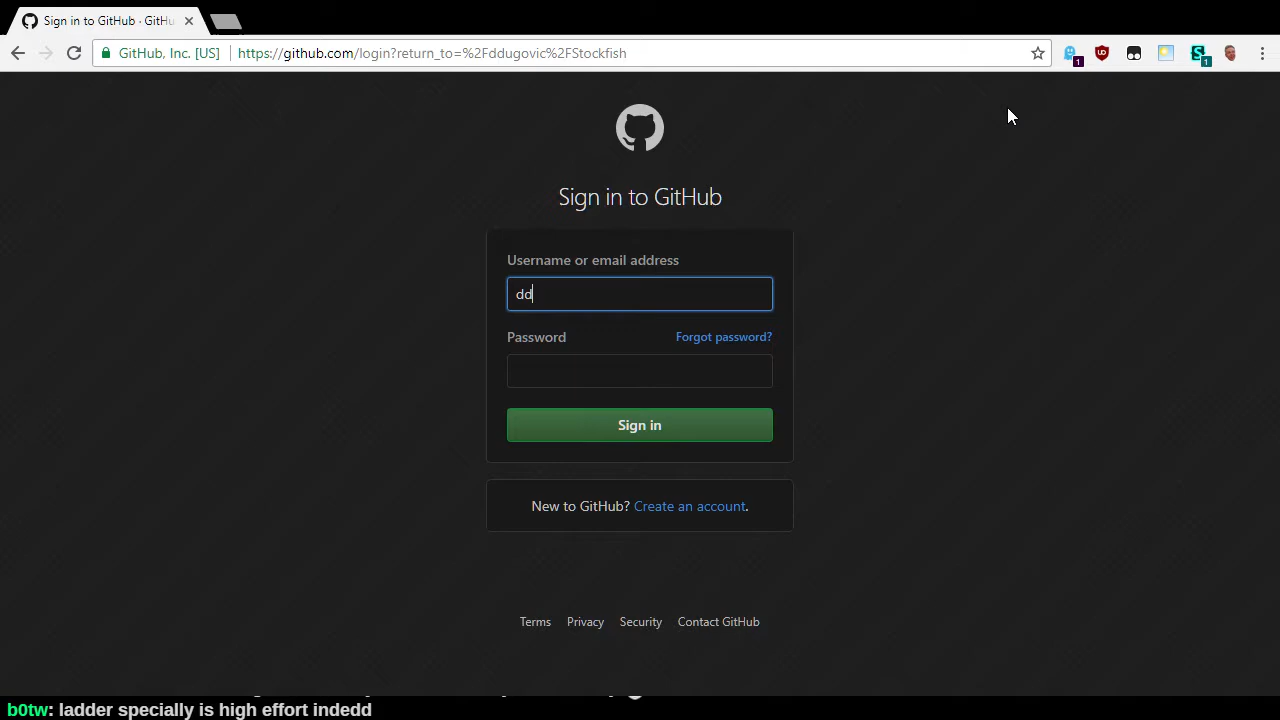 Sign in to GitHub · GitHu
GitHub, Inc. [US] https://github.com/login?return_to=%2Fddugovic%2FStockfish
1
1
Sign in to GitHub
Username or email address
dd
Password Forgot password?
Sign in
New to GitHub? Create an account.
Terms Privacy Security Contact GitHub
b0tw: ladder specially is high effort indedd